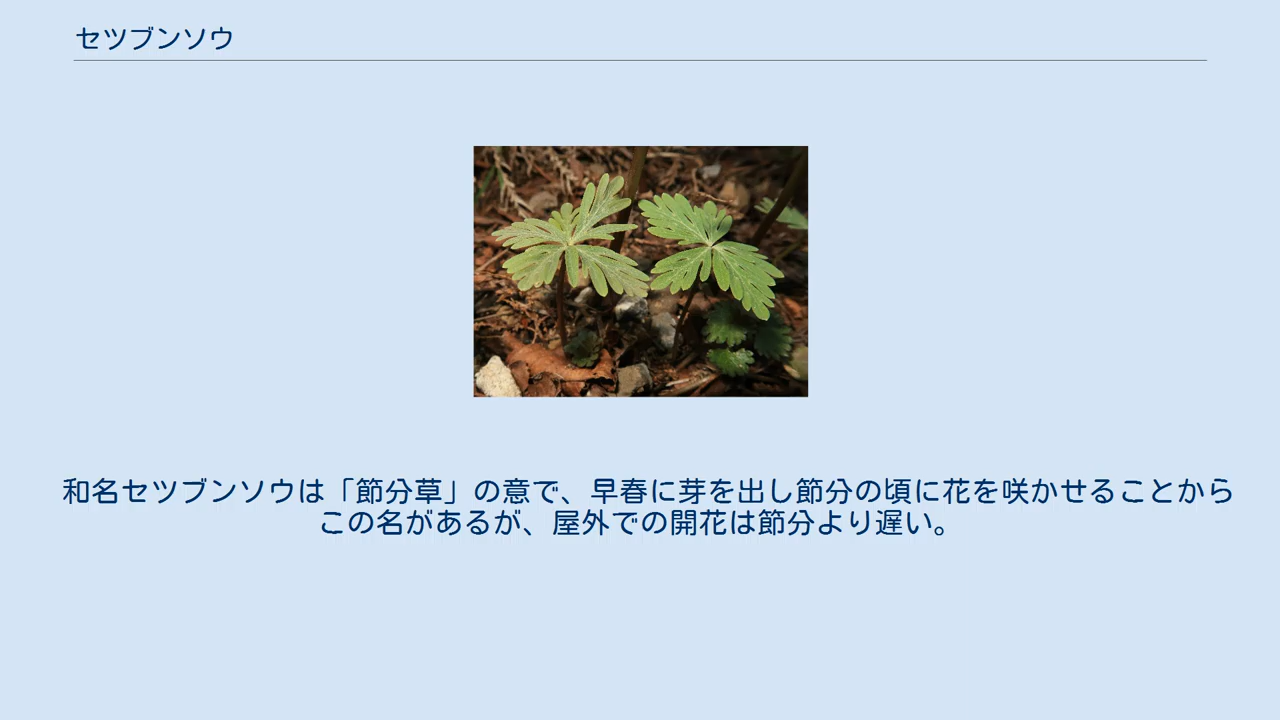 セツブンソウ
和名セツブンソウは「節分草」の意で、早春に芽を出し節分の頃に花を咲かせることから
この名があるが、屋外での開花は節分より遅い。